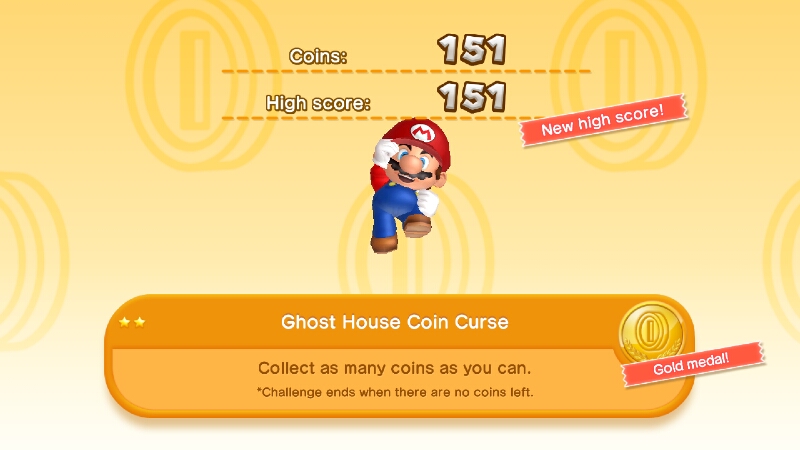 Coins: 151
High score: 151
New high score!
Ghost House Coin Curse
Collect as many coins as you can.
*Challenge ends when there are no coins left.
Gold medal!